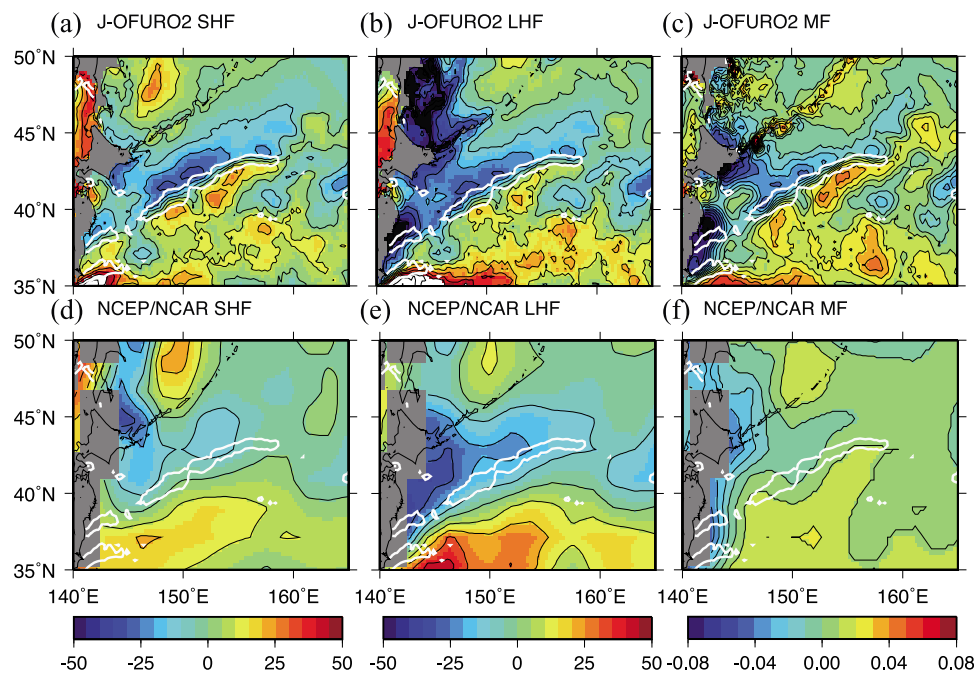 (a) J-OFURO2 SHF (b) J-OFURO2 LHF (c) J-OFURO2 MF
50˚N
45˚N
40˚N
35˚N
(d) NCEP/NCAR SHF (e) NCEP/NCAR LHF (f) NCEP/NCAR MF
50˚N
45˚N
40˚N
35˚N
140˚E 150˚E 160˚E 140˚E 150˚E 160˚E 140˚E 150˚E 160˚E
-50 -25 0 25 50 -50 -25 0 25 50 -0.08 -0.04 0.00 0.04 0.08